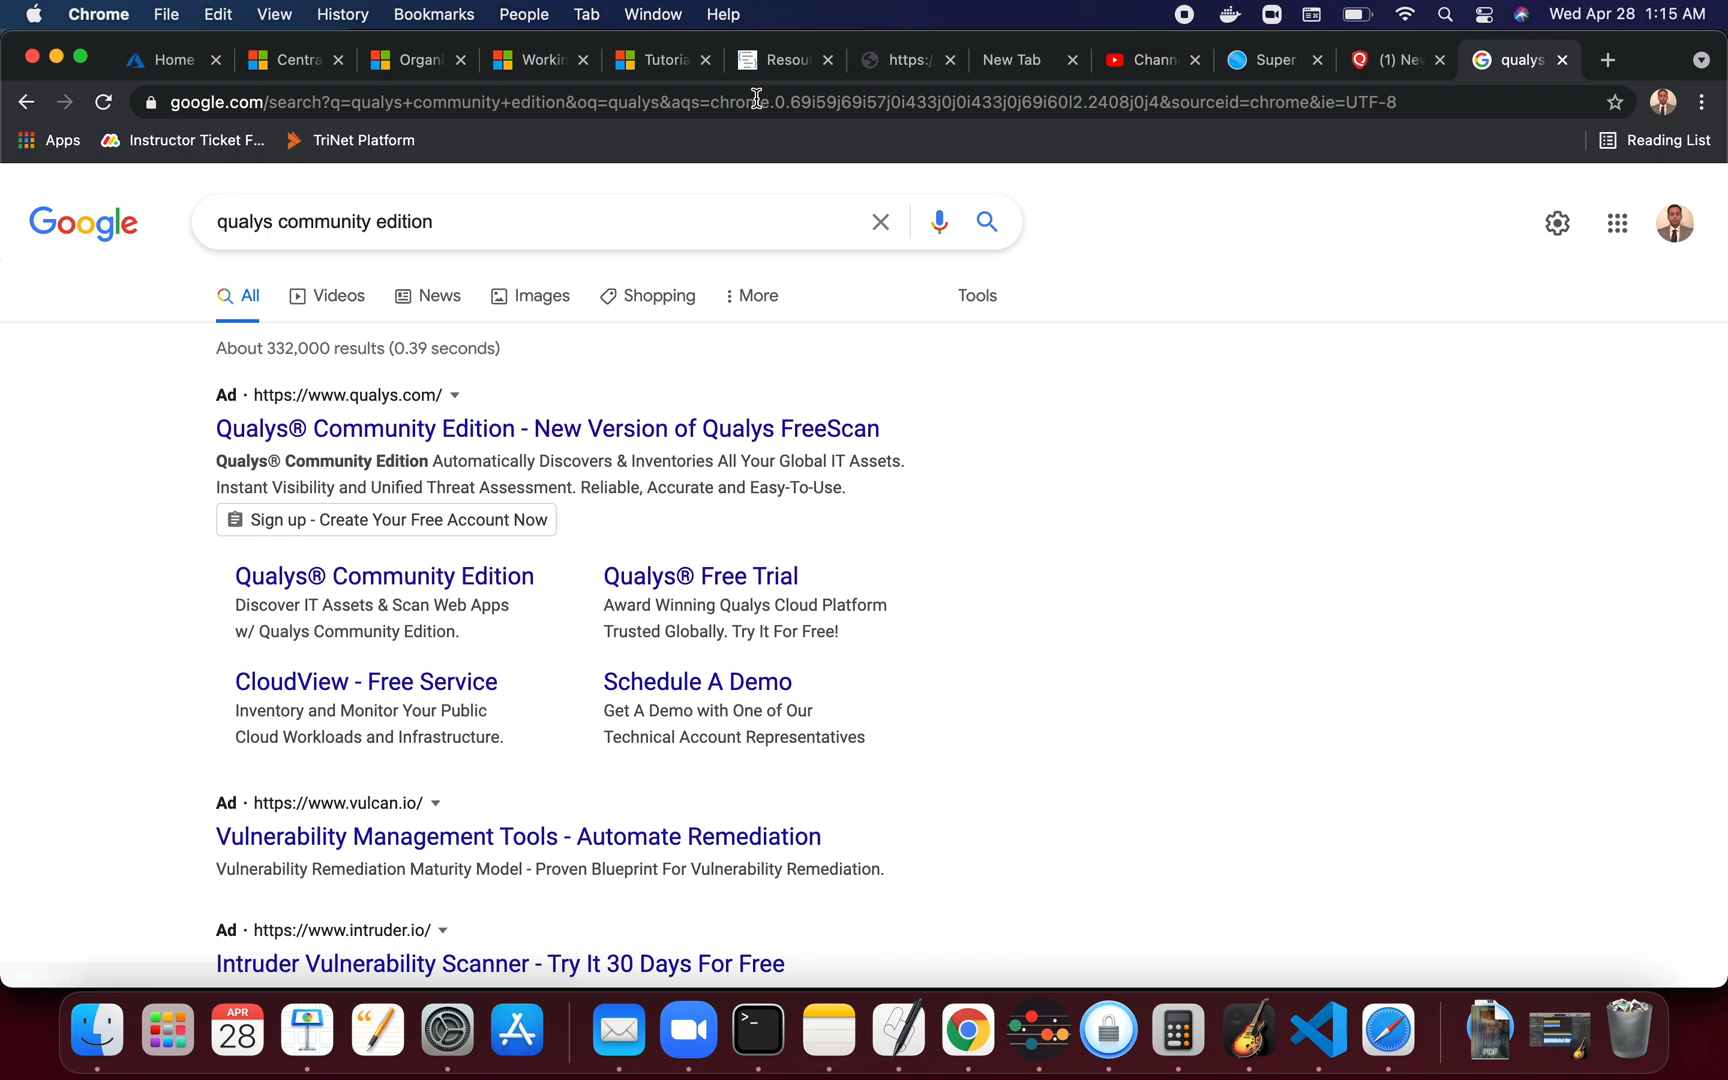 Chrome File Edit View History Bookmarks People Tab Window Help Wed Apr 28 1:15 AM
Home Centra Organi Workin Tutoria Resou https:/ New Tab Chann Super (1) Ne qualys
google.com/search?q=qualys+community+edition&oq=qualys&aqs=chrome.0.69i59j69i57j0i433j0j0i433j0j69i60l2.2408j0j4&sourceid=chrome&ie=UTF-8
Apps Instructor Ticket F... TriNet Platform Reading List
Google qualys community edition
All Videos News Images Shopping More Tools
About 332,000 results (0.39 seconds)
Ad · https://www.qualys.com/
Qualys® Community Edition - New Version of Qualys FreeScan
Qualys® Community Edition Automatically Discovers & Inventories All Your Global IT Assets.
Instant Visibility and Unified Threat Assessment. Reliable, Accurate and Easy-To-Use.
Sign up - Create Your Free Account Now
Qualys® Community Edition
Discover IT Assets & Scan Web Apps
w/ Qualys Community Edition.
Qualys® Free Trial
Award Winning Qualys Cloud Platform
Trusted Globally. Try It For Free!
CloudView - Free Service
Inventory and Monitor Your Public
Cloud Workloads and Infrastructure.
Schedule A Demo
Get A Demo with One of Our
Technical Account Representatives
Ad · https://www.vulcan.io/
Vulnerability Management Tools - Automate Remediation
Vulnerability Remediation Maturity Model - Proven Blueprint For Vulnerability Remediation.
Ad · https://www.intruder.io/
Intruder Vulnerability Scanner - Try It 30 Days For Free
APR
28
PDF